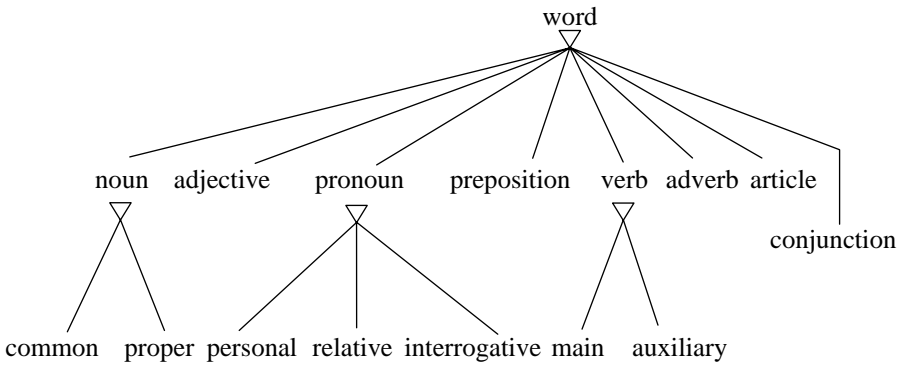 word
noun adjective pronoun preposition verb adverb article
conjunction
common proper personal relative interrogative main auxiliary